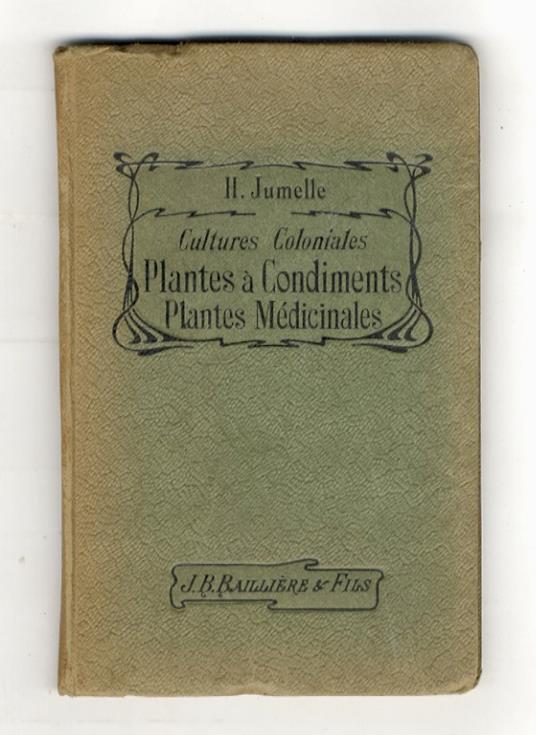 H. Jumelle
Cultures Coloniales
Plantes à Condiments
Plantes Médicinales
J. B. BAILLIÈRE & FILS